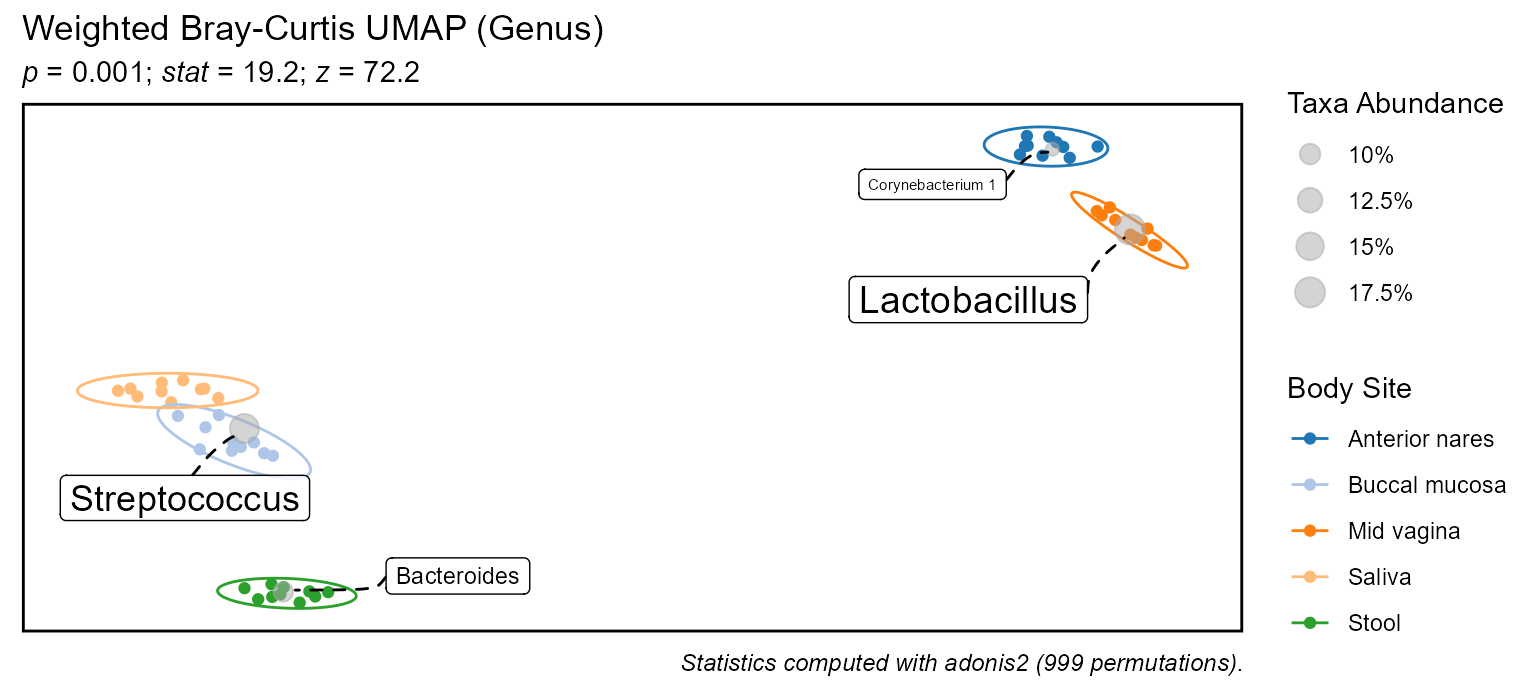 Weighted Bray-Curtis UMAP (Genus)
p = 0.001; stat = 19.2; z = 72.2
Corynebacterium 1
Lactobacillus
Streptococcus
Bacteroides
Taxa Abundance
10%
12.5%
15%
17.5%
Body Site
Anterior nares
Buccal mucosa
Mid vagina
Saliva
Stool
Statistics computed with adonis2 (999 permutations).